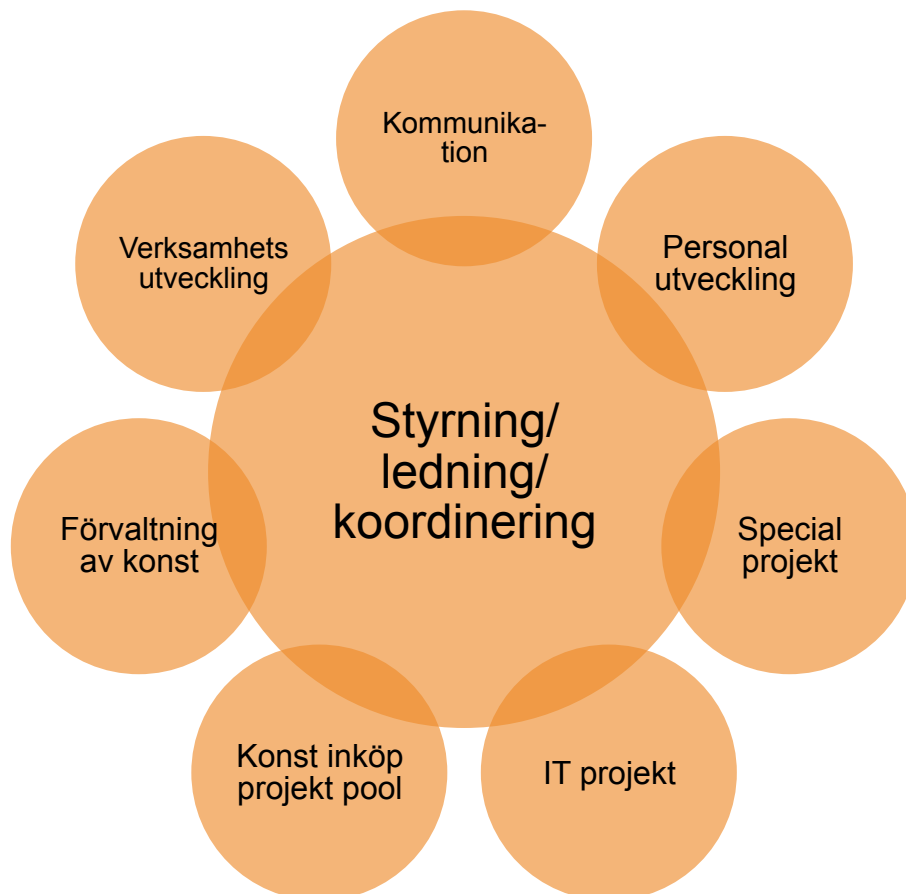 Kommunika-
tion
Verksamhets
utveckling
Personal
utveckling
Styrning/
ledning/
koordinering
Förvaltning
av konst
Special
projekt
Konst inköp
projekt pool
IT projekt